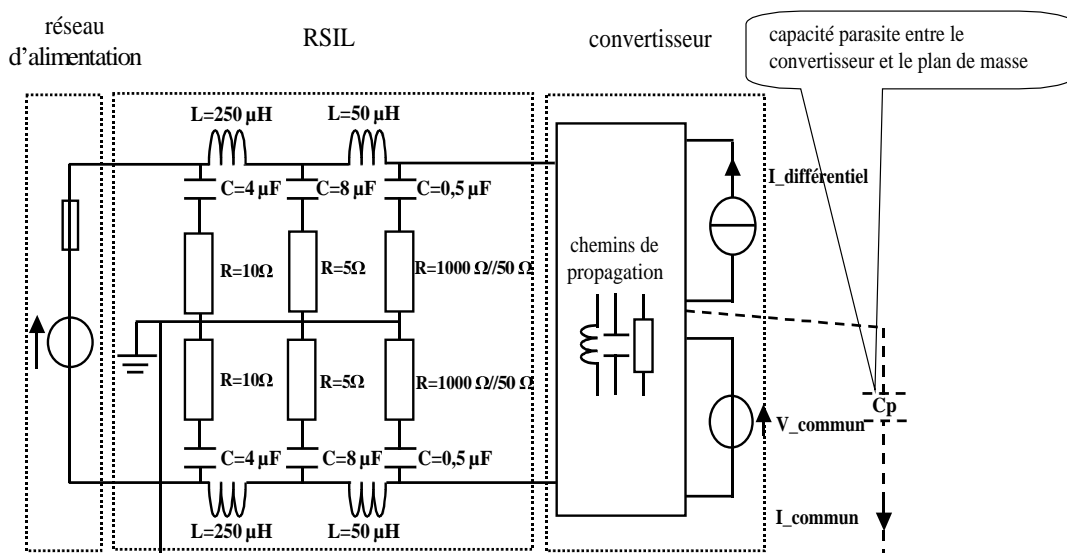 réseau
d'alimentation
RSIL
convertisseur
capacité parasite entre le
convertisseur et le plan de masse
L=250 µH
L=50 µH
C=4 µF
C=8 µF
C=0,5 µF
I_différentiel
R=10Ω
R=5Ω
R=1000 Ω//50 Ω
chemins de
propagation
R=10Ω
R=5Ω
R=1000 Ω//50 Ω
Cp
V_commun
C=4 µF
C=8 µF
C=0,5 µF
L=250 µH
L=50 µH
I_commun